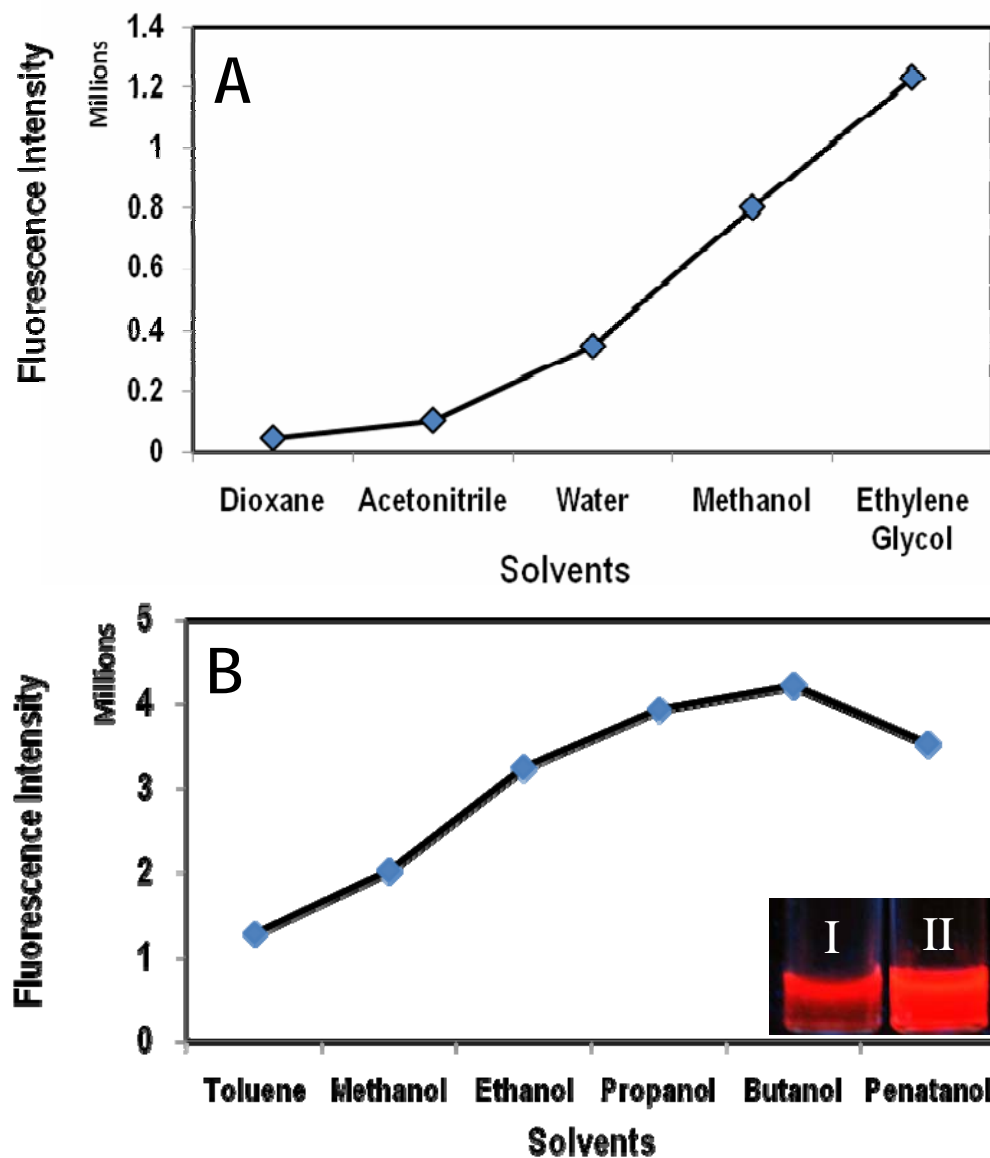 A
Fluorescence Intensity
Millions
1.4
1.2
1
0.8
0.6
0.4
0.2
0
Dioxane Acetonitrile Water Methanol Ethylene
Glycol
Solvents
B
Fluorescence Intensity
Millions
5
4
3
2
1
0
I II
Toluene Methanol Ethanol Propanol Butanol Penatanol
Solvents